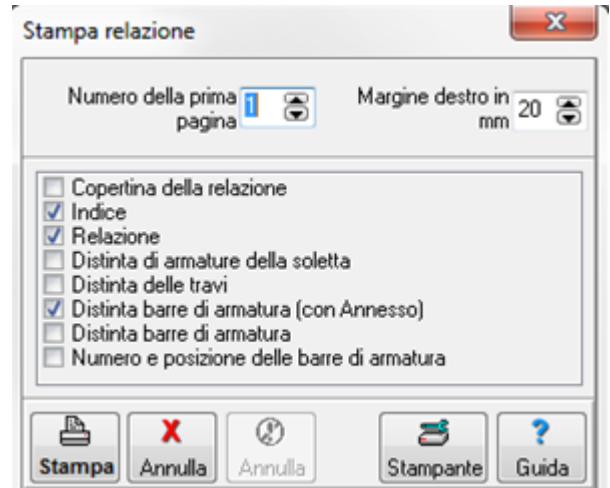 Stampa relazione
Numero della prima pagina 1
Margine destro in mm 20
Copertina della relazione
Indice
Relazione
Distinta di armature della soletta
Distinta delle travi
Distinta barre di armatura (con Annesso)
Distinta barre di armatura
Numero e posizione delle barre di armatura
Stampa
Annulla
Annulla
Stampante
Guida